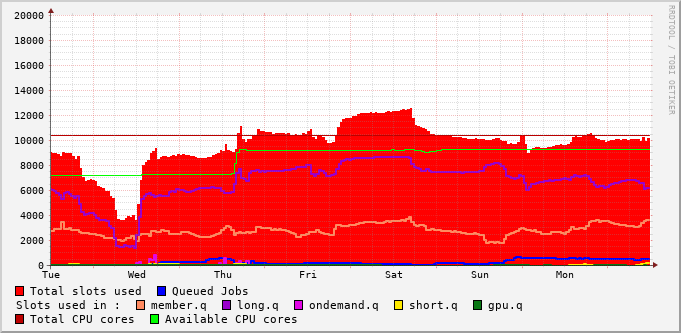 20000
18000
16000
14000
12000
10000
8000
6000
4000
2000
0
Tue Wed Thu Fri Sat Sun Mon
Total slots used Queued Jobs
Slots used in : member.q long.q ondemand.q short.q gpu.q
Total CPU cores Available CPU cores
RRDTOOL / TOBI OETIKER